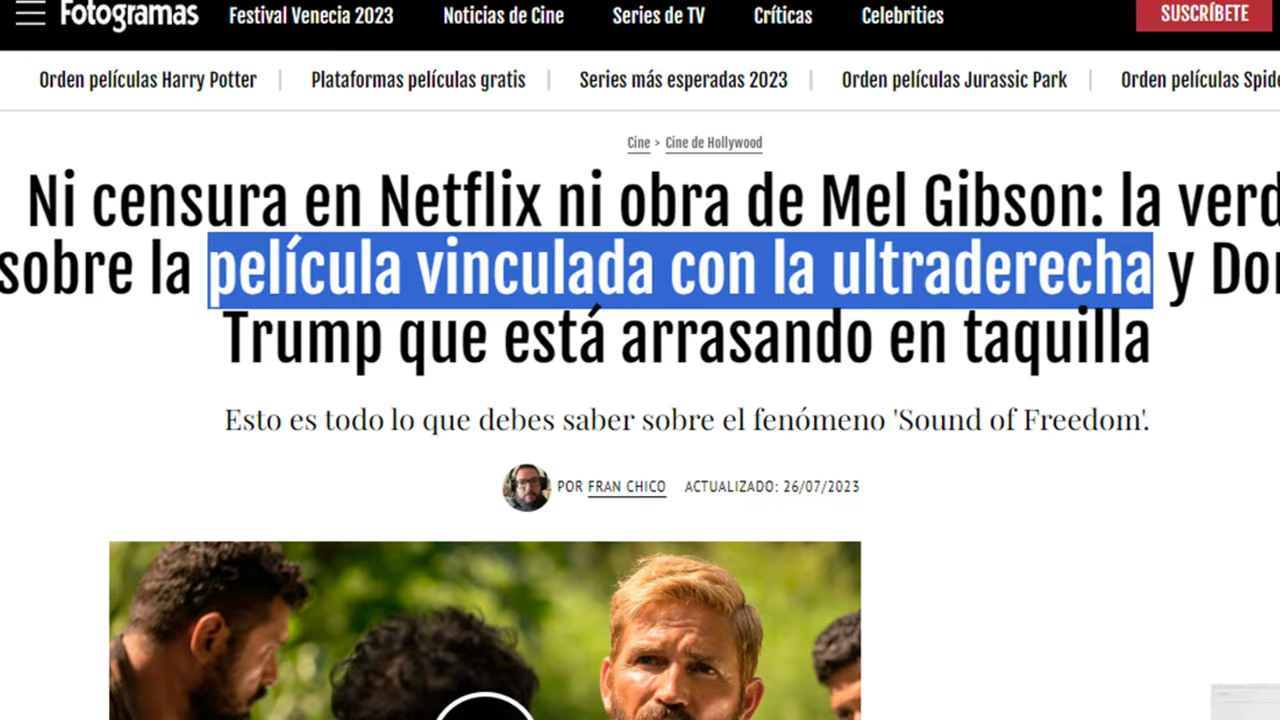 Fotogramas Festival Venecia 2023 Noticias de Cine Series de TV Críticas Celebrities SUSCRÍBETE
Orden películas Harry Potter Plataformas películas gratis Series más esperadas 2023 Orden películas Jurassic Park Orden películas
Cine > Cine de Hollywood
Ni censura en Netflix ni obra de Mel Gibson: la
sobre la película vinculada con la ultraderecha y
Trump que está arrasando en taquilla
Esto es todo lo que debes saber sobre el fenómeno 'Sound of Freedom'.
POR FRAN CHICO ACTUALIZADO: 26/07/2023